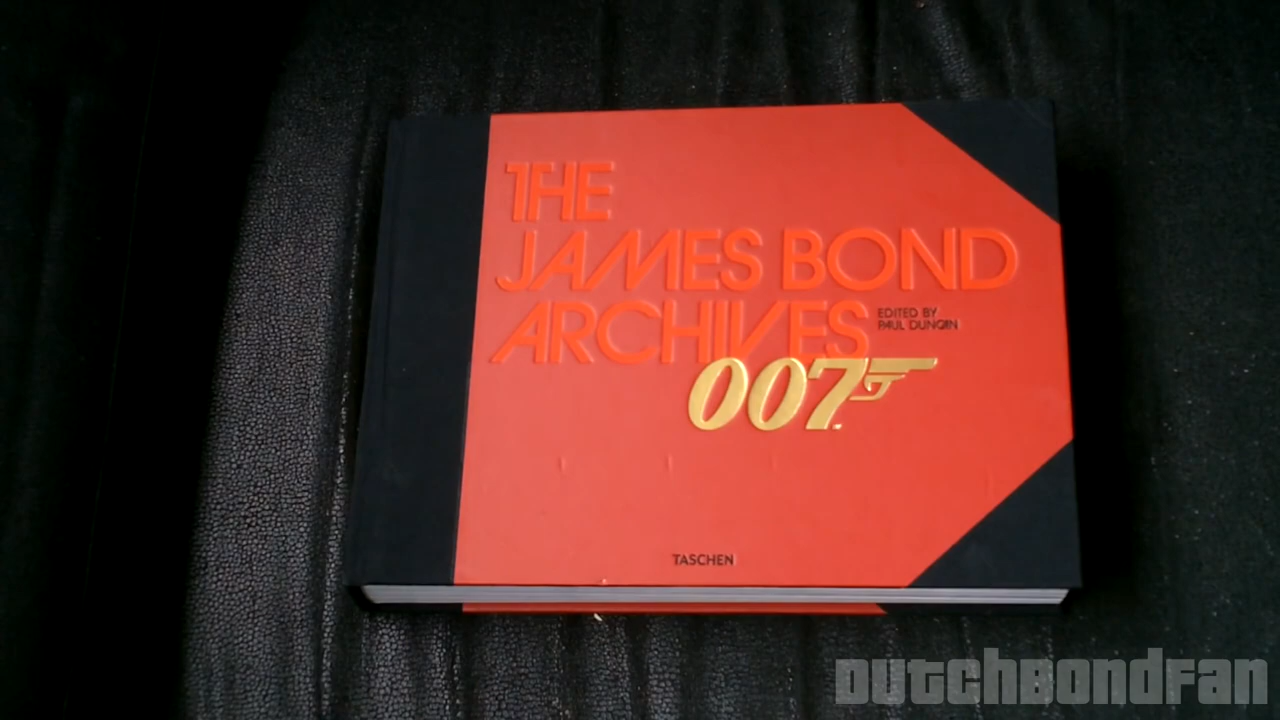 THE
JAMES BOND
ARCHIVES
EDITED BY
PAUL DUNCAN
007
TASCHEN
DUTCHBONDFAN